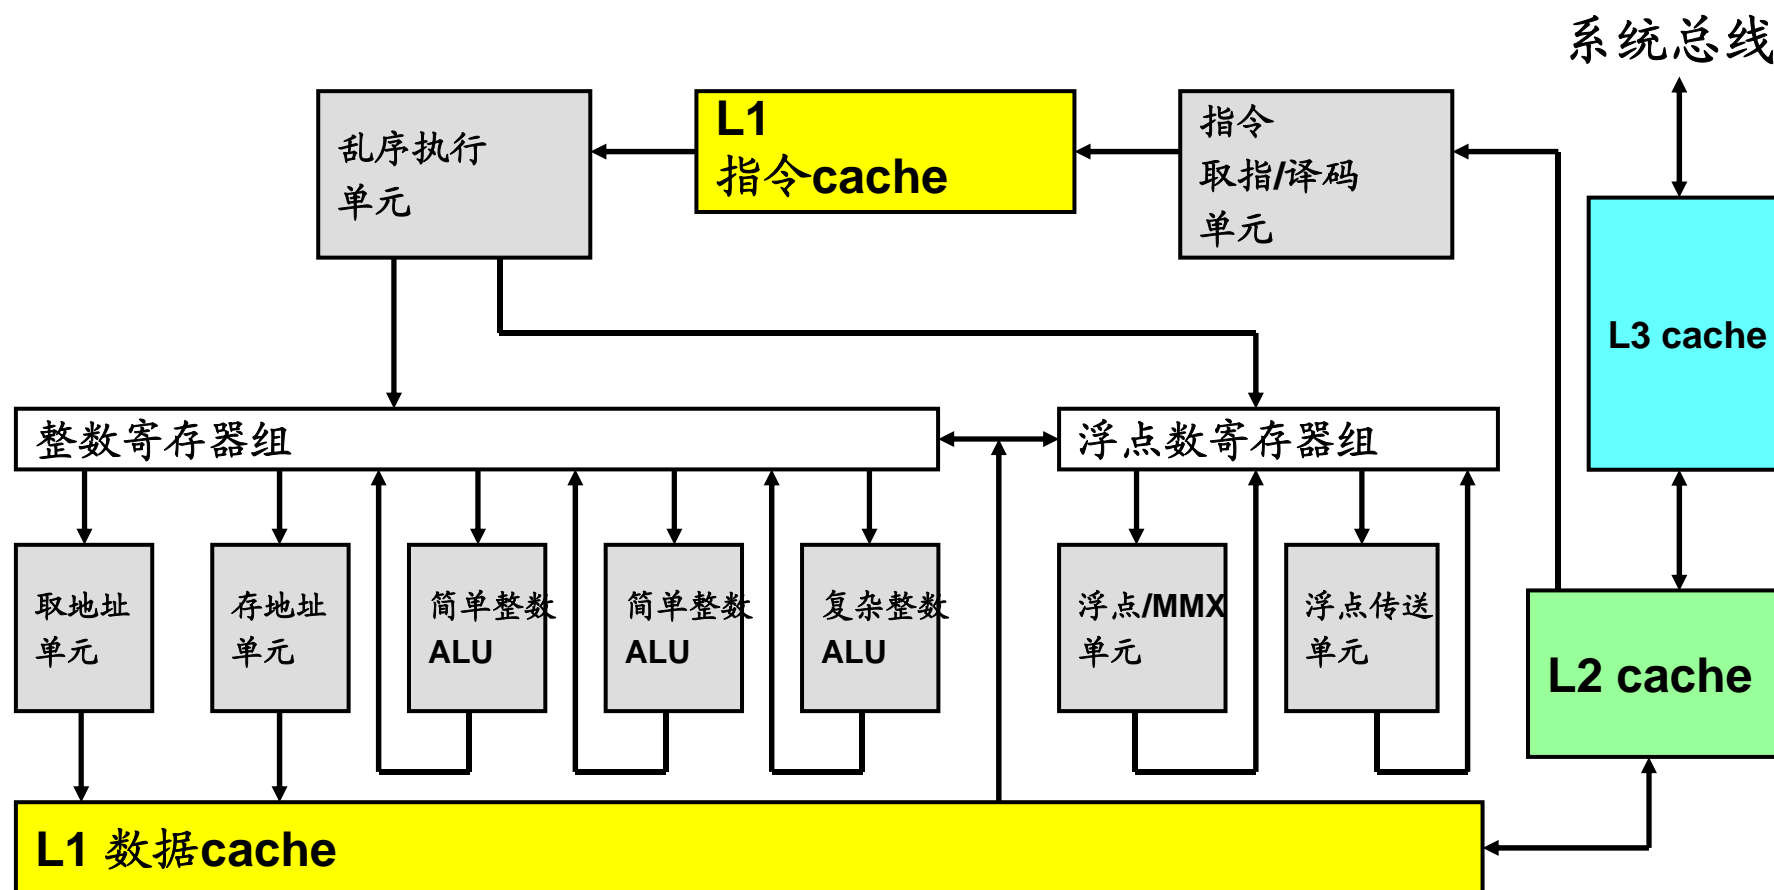 系统总线
乱序执行
单元
L1
指令cache
指令
取指/译码
单元
L3 cache
整数寄存器组
浮点数寄存器组
取地址
单元
存地址
单元
简单整数
ALU
简单整数
ALU
复杂整数
ALU
浮点/MMX
单元
浮点传送
单元
L2 cache
L1 数据cache